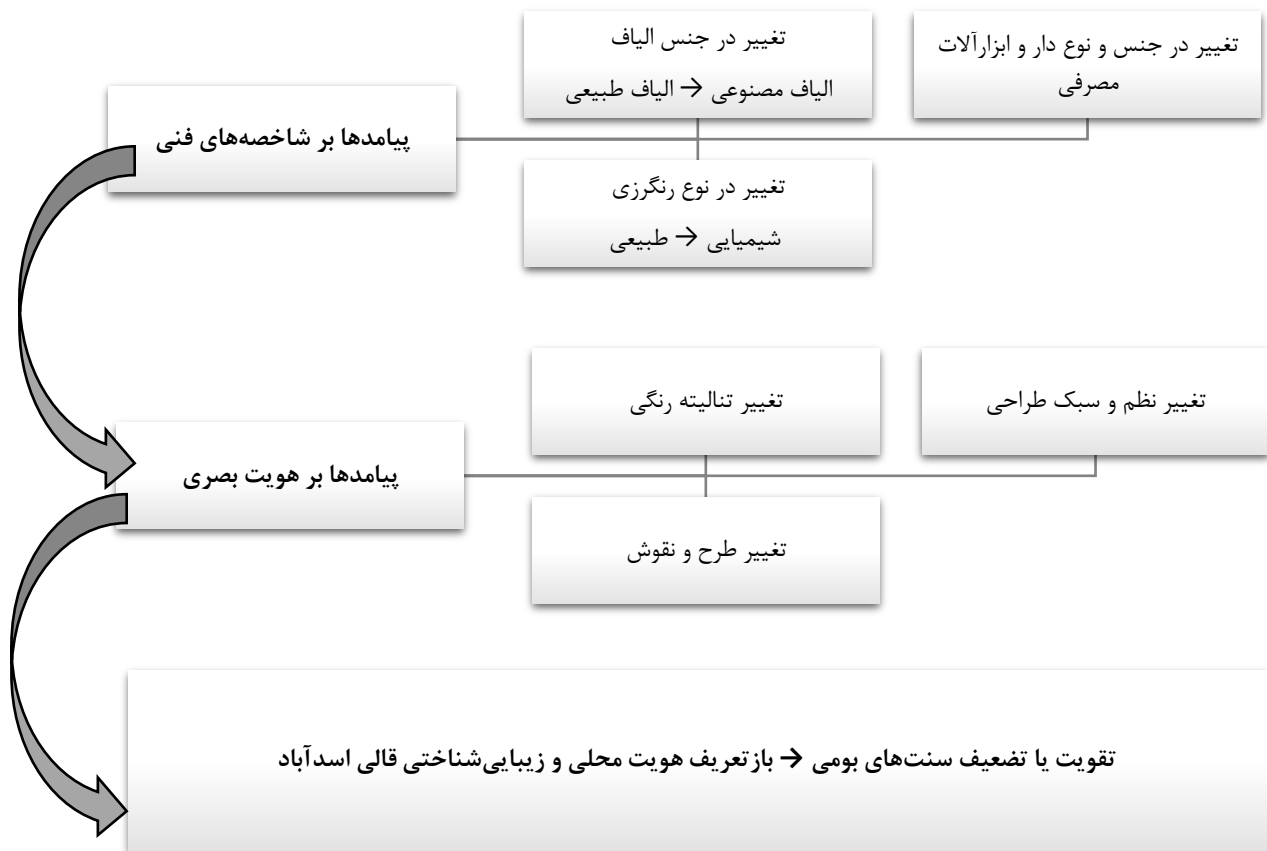 پیامدها بر شاخصه‌های فنی
تغییر در جنس الیاف
الیاف مصنوعی → الیاف طبیعی
تغییر در جنس و نوع دار و ابزارآلات
مصرفی
تغییر در نوع رنگرزی
شیمیایی → طبیعی
پیامدها بر هویت بصری
تغییر تنالیته رنگی
تغییر نظم و سبک طراحی
تغییر طرح و نقوش
تقویت یا تضعیف سنت‌های بومی → بازتعریف هویت محلی و زیبایی‌شناختی قالی اسدآباد